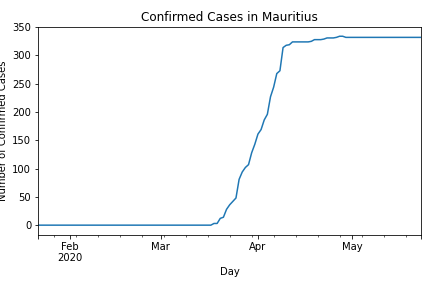 Confirmed Cases in Mauritius
350
300
250
200
150
100
50
0
Number of Confirmed Cases
Feb
2020
Mar
Apr
May
Day